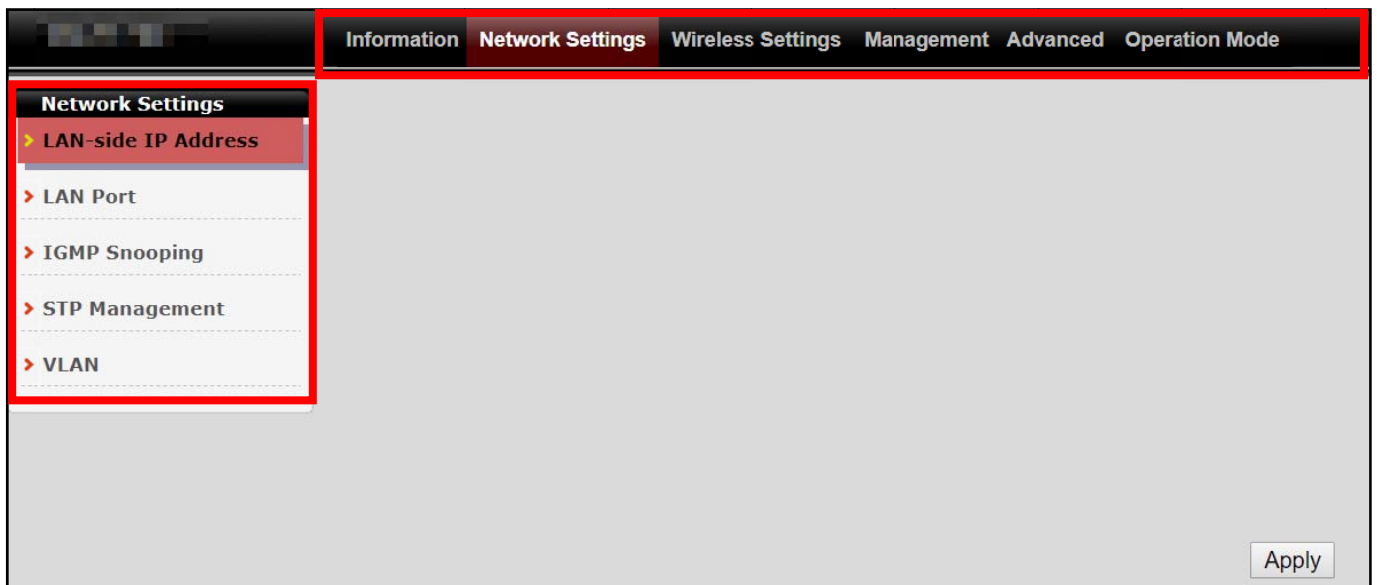 Information Network Settings Wireless Settings Management Advanced Operation Mode
Network Settings
LAN-side IP Address
LAN Port
IGMP Snooping
STP Management
VLAN
Apply